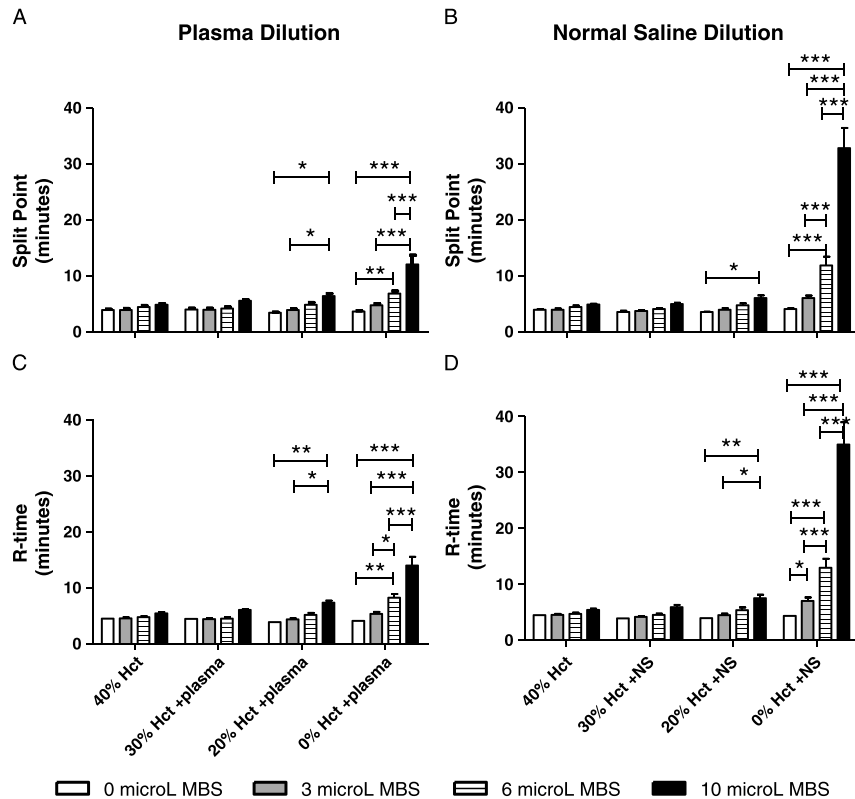 A
Plasma Dilution
Split Point
(minutes)
40
30
20
10
0
*
*
***
***
***
**
B
Normal Saline Dilution
Split Point
(minutes)
40
30
20
10
0
*
***
***
***
***
***
C
R-time
(minutes)
40
30
20
10
0
**
*
***
***
***
*
**
40% Hct
30% Hct +plasma
20% Hct +plasma
0% Hct +plasma
D
R-time
(minutes)
40
30
20
10
0
**
*
***
***
***
***
***
*
40% Hct
30% Hct +NS
20% Hct +NS
0% Hct +NS
0 microL MBS
3 microL MBS
6 microL MBS
10 microL MBS